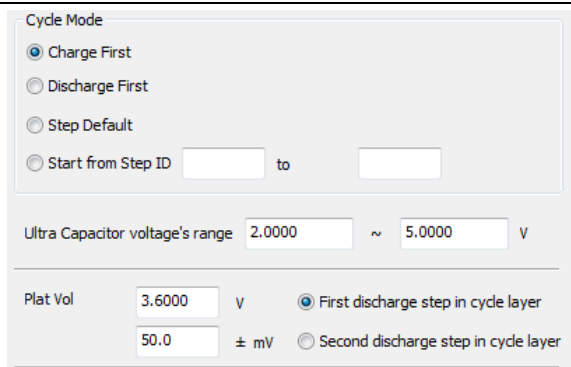 Cycle Mode
Charge First
Discharge First
Step Default
Start from Step ID to
Ultra Capacitor voltage's range 2.0000 ~ 5.0000 V
Plat Vol 3.6000 V First discharge step in cycle layer
50.0 ± mV Second discharge step in cycle layer